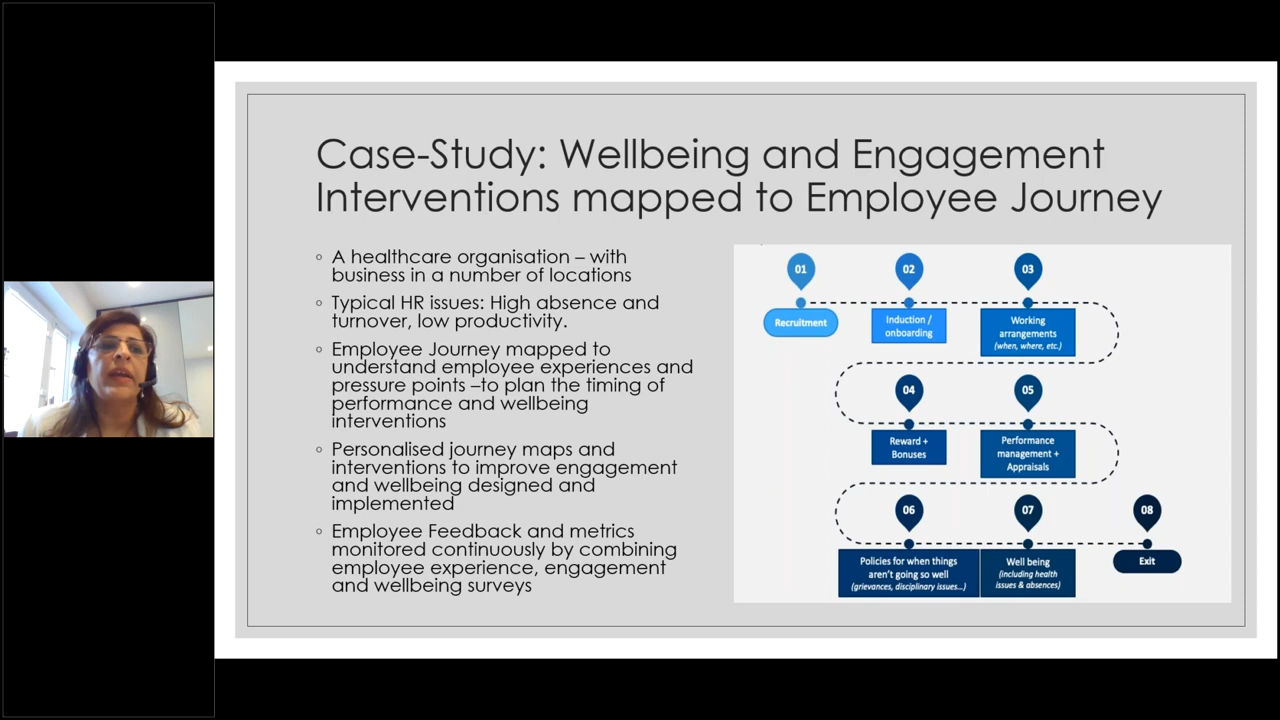 Case-Study: Wellbeing and Engagement
Interventions mapped to Employee Journey
◦ A healthcare organisation – with
business in a number of locations
◦ Typical HR issues: High absence and
turnover, low productivity.
◦ Employee Journey mapped to
understand employee experiences and
pressure points –to plan the timing of
performance and wellbeing
interventions
◦ Personalised journey maps and
interventions to improve engagement
and wellbeing designed and
implemented
◦ Employee Feedback and metrics
monitored continuously by combining
employee experience, engagement
and wellbeing surveys
01
Recruitment
02
Induction /
onboarding
03
Working
arrangements
(when, where, etc.)
04
Reward +
Bonuses
05
Performance
management +
Appraisals
06
Policies for when things
aren't going so well
(grievances, disciplinary issues...)
07
Well being
(including health
issues & absences)
08
Exit